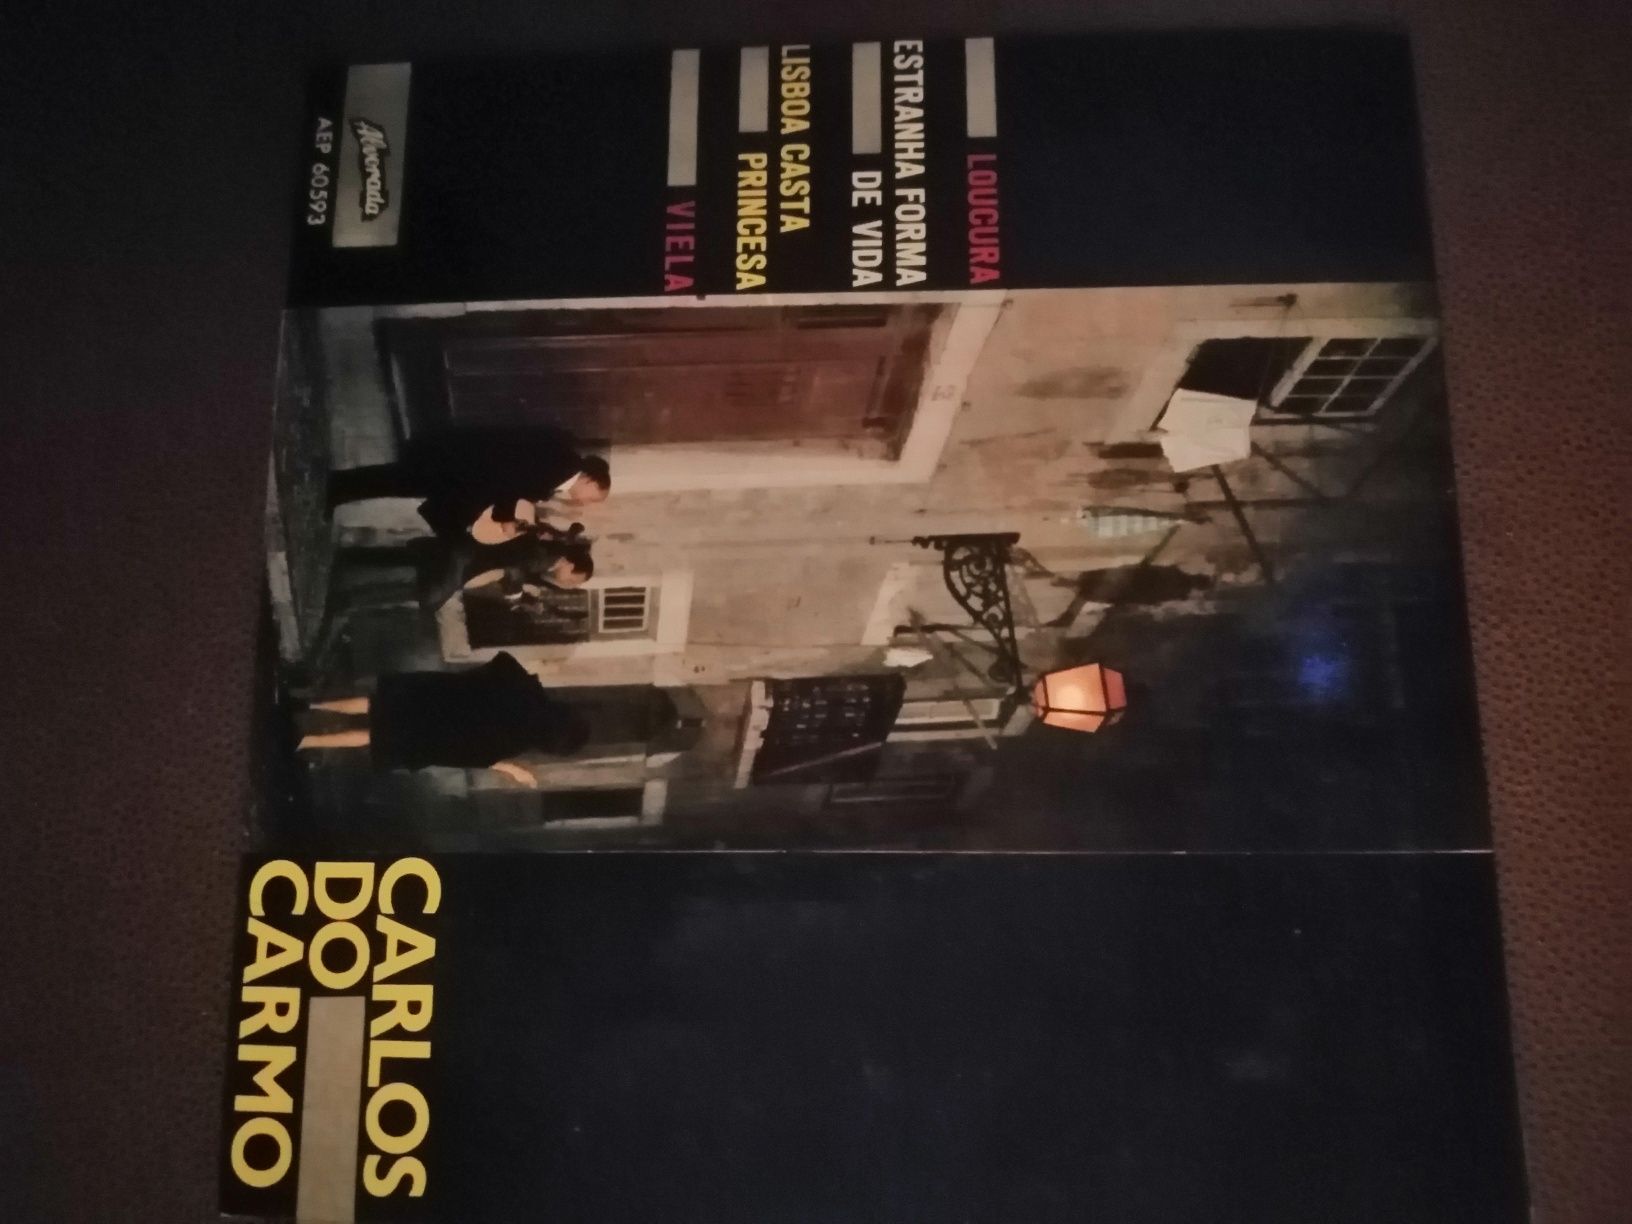 LOUCURA
ESTRANHA FORMA
DE VIDA
LISBOA CASTA
PRINCESA
VIELA
Alvorada
AEP 60593
CARLOS
DO
CARMO